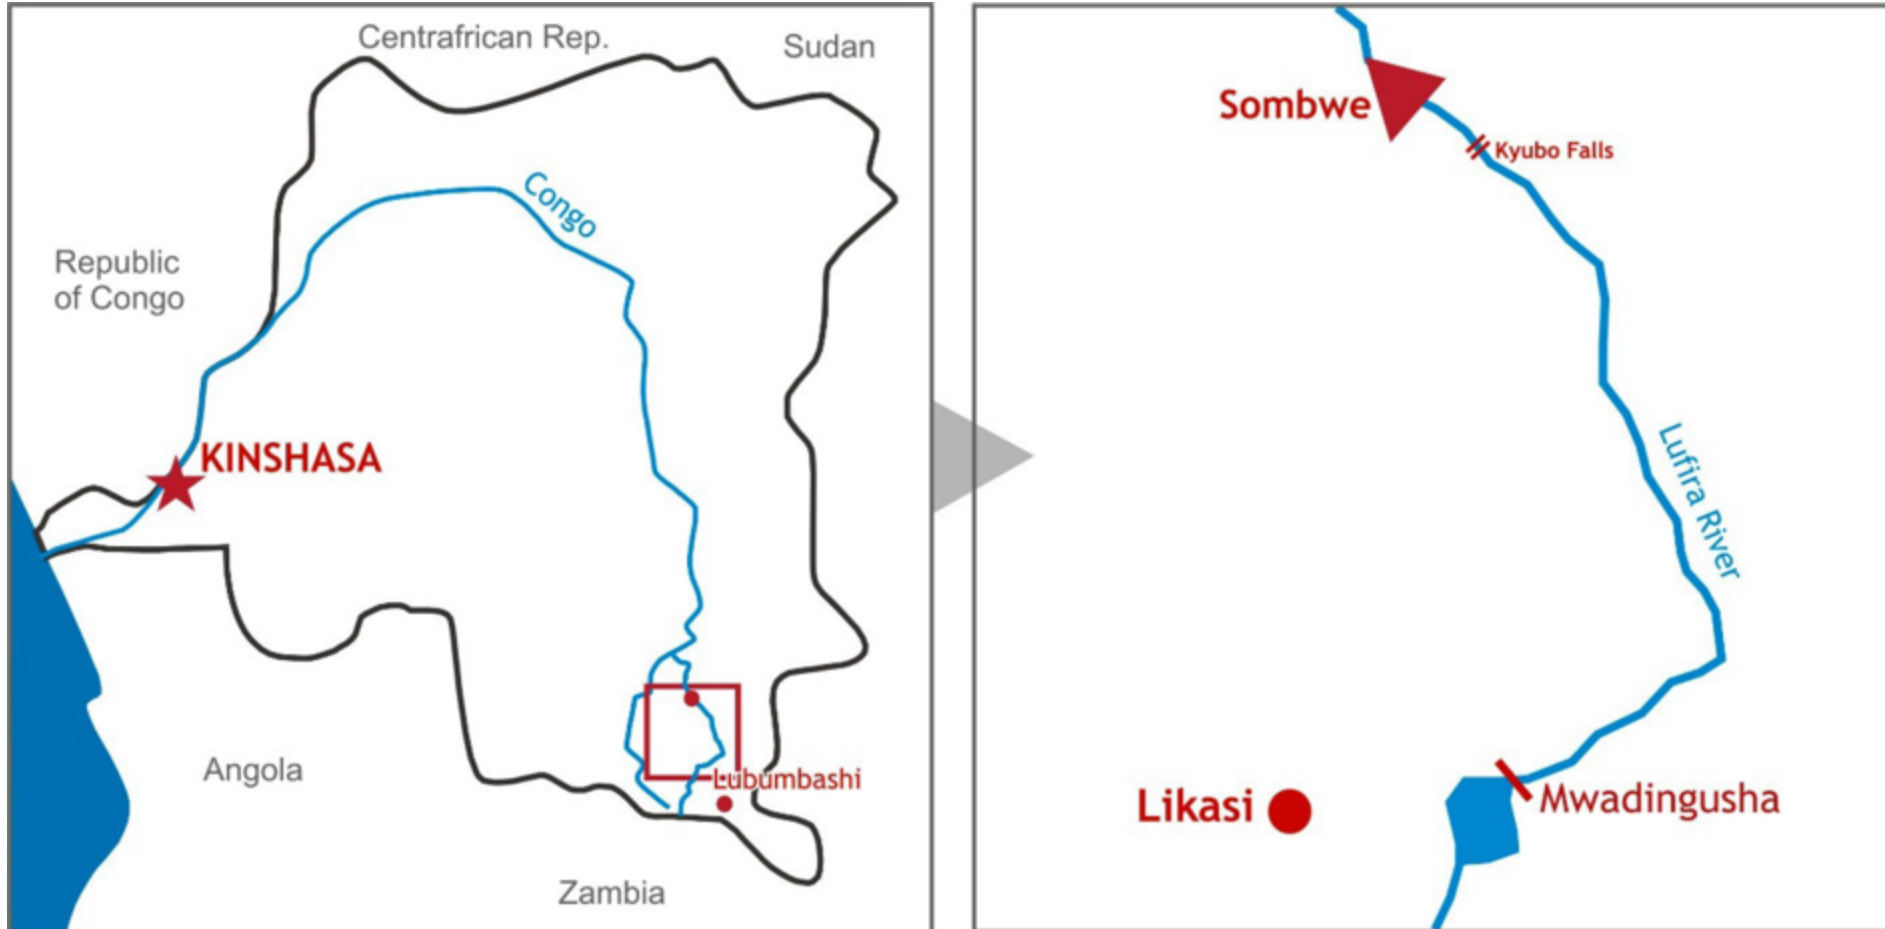 Centrafrican Rep.
Sudan
Congo
Republic
of Congo
KINSHASA
Angola
Lubumbashi
Zambia
Sombwe
Kyubo Falls
Lufira River
Likasi
Mwadingusha